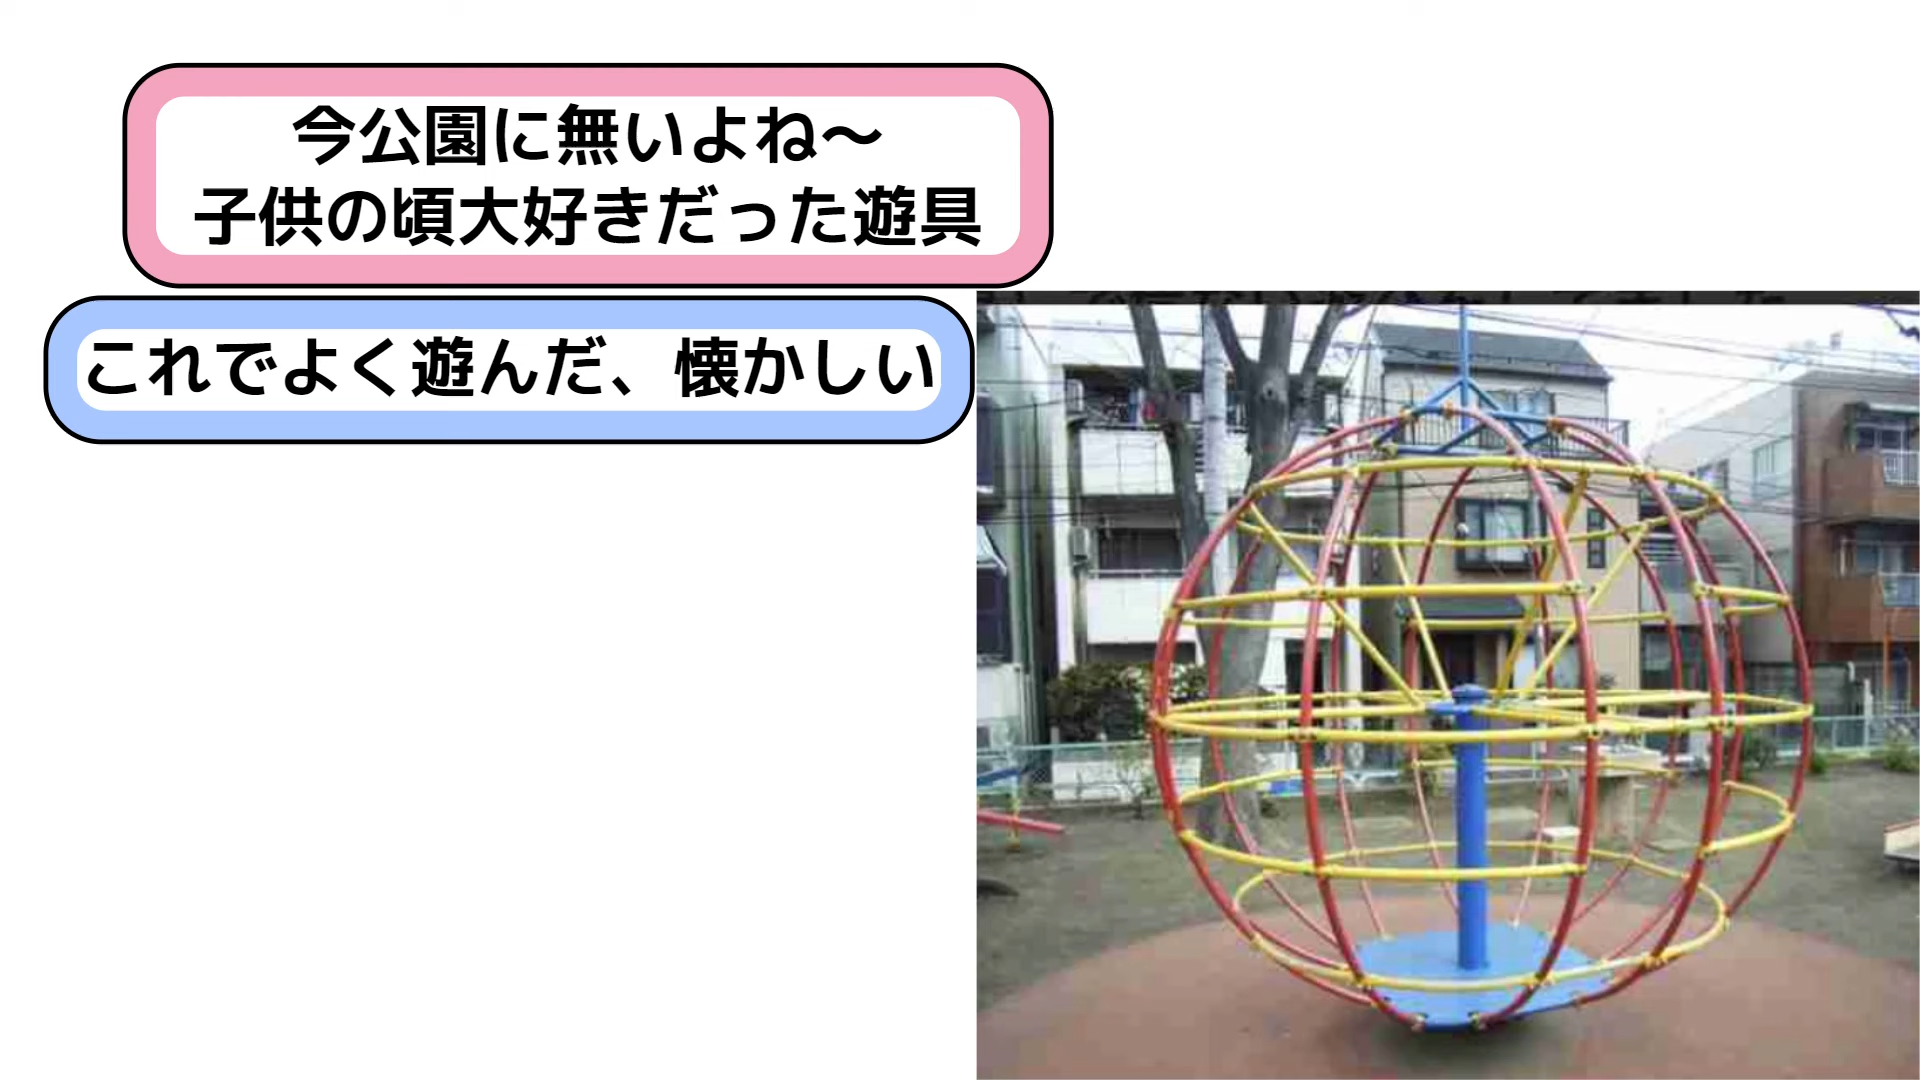 今公園に無いよね～
子供の頃大好きだった遊具
これでよく遊んだ、懐かしい